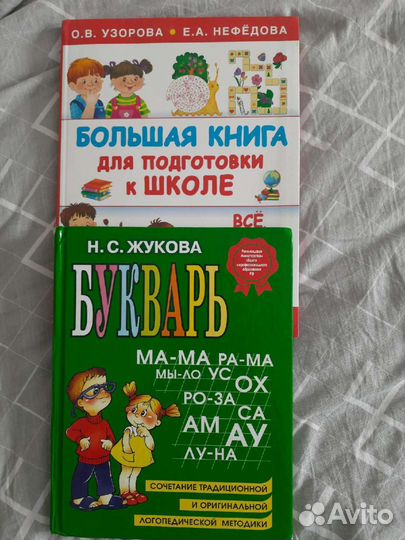 О.В. УЗОРОВА • Е.А. НЕФЁДОВА
БОЛЬШАЯ КНИГА
для подготовки
к ШКОЛЕ
ВСЁ
Н. С. ЖУКОВА
БУКВАРЬ
МА-МА РА-МА
МЫ-ЛО УС ОХ
РО-ЗА
АМ СА
АУ
ЛУ-НА
СОЧЕТАНИЕ ТРАДИЦИОННОЙ
И ОРИГИНАЛЬНОЙ
ЛОГОПЕДИЧЕСКОЙ МЕТОДИКИ
Avito